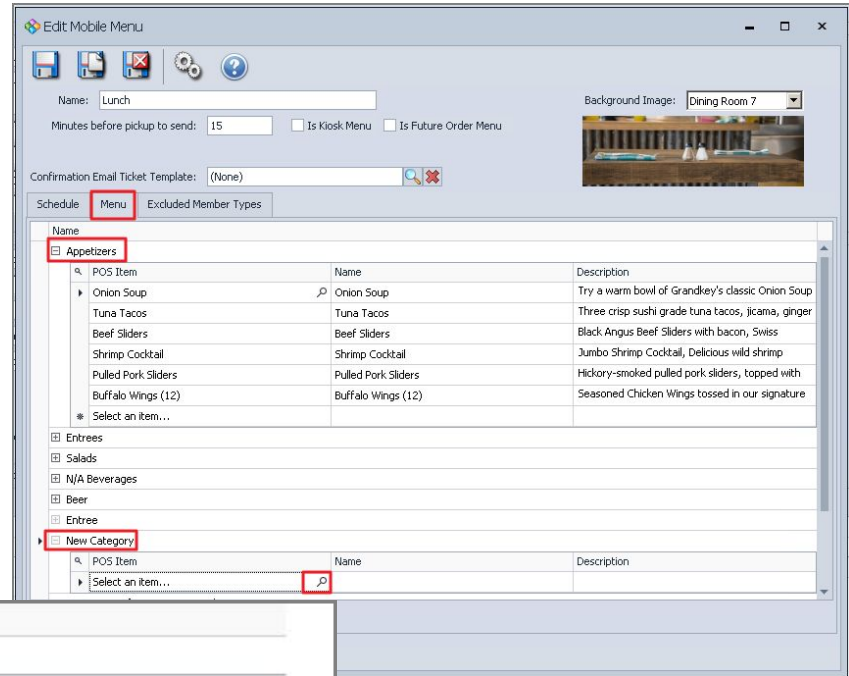 Edit Mobile Menu
Name: Lunch
Background Image: Dining Room 7
Minutes before pickup to send: 15 Is Kiosk Menu Is Future Order Menu
Confirmation Email Ticket Template: (None)
Schedule Menu Excluded Member Types
Name
Appetizers
POS Item Name Description
Onion Soup Onion Soup Try a warm bowl of Grandkey's classic Onion Soup
Tuna Tacos Tuna Tacos Three crisp sushi grade tuna tacos, jicama, ginger
Beef Sliders Beef Sliders Black Angus Beef Sliders with bacon, Swiss
Shrimp Cocktail Shrimp Cocktail Jumbo Shrimp Cocktail, Delicious wild shrimp
Pulled Pork Sliders Pulled Pork Sliders Hickory-smoked pulled pork sliders, topped with
Buffalo Wings (12) Buffalo Wings (12) Seasoned Chicken Wings tossed in our signature
Select an item...
Entrees
Salads
N/A Beverages
Beer
Entree
New Category
POS Item Name Description
Select an item...